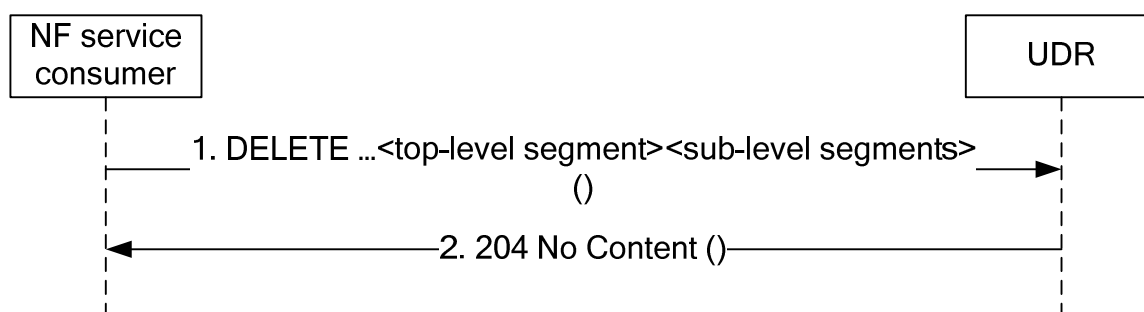 NF service
consumer
UDR
1. DELETE ...<top-level segment><sub-level segments>
()
2. 204 No Content ()